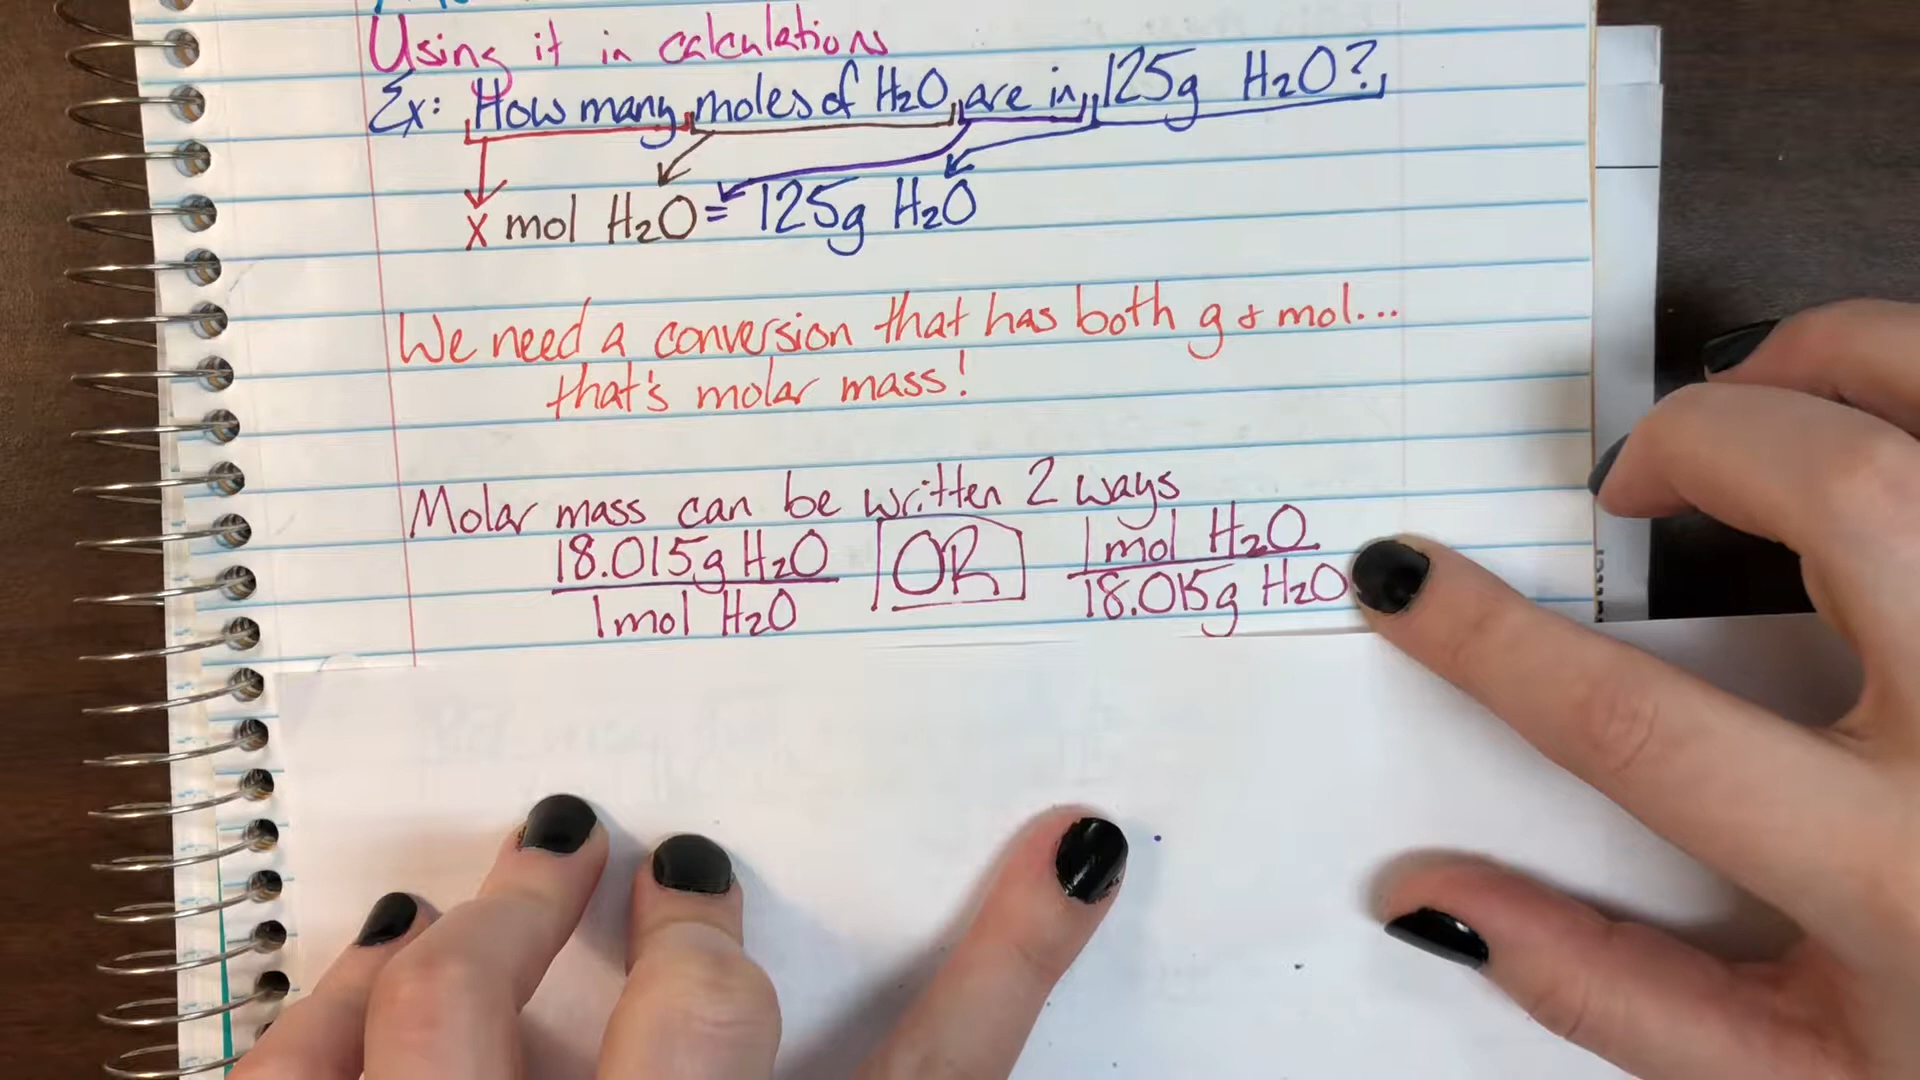 Using it in calculations
Ex: How many moles of H₂O are in 125g H₂O?
x mol H₂O = 125g H₂O
We need a conversion that has both g & mol...
that's molar mass!
Molar mass can be written 2 ways
18.015g H₂O
1mol H₂O
OR
1mol H₂O
18.015g H₂O